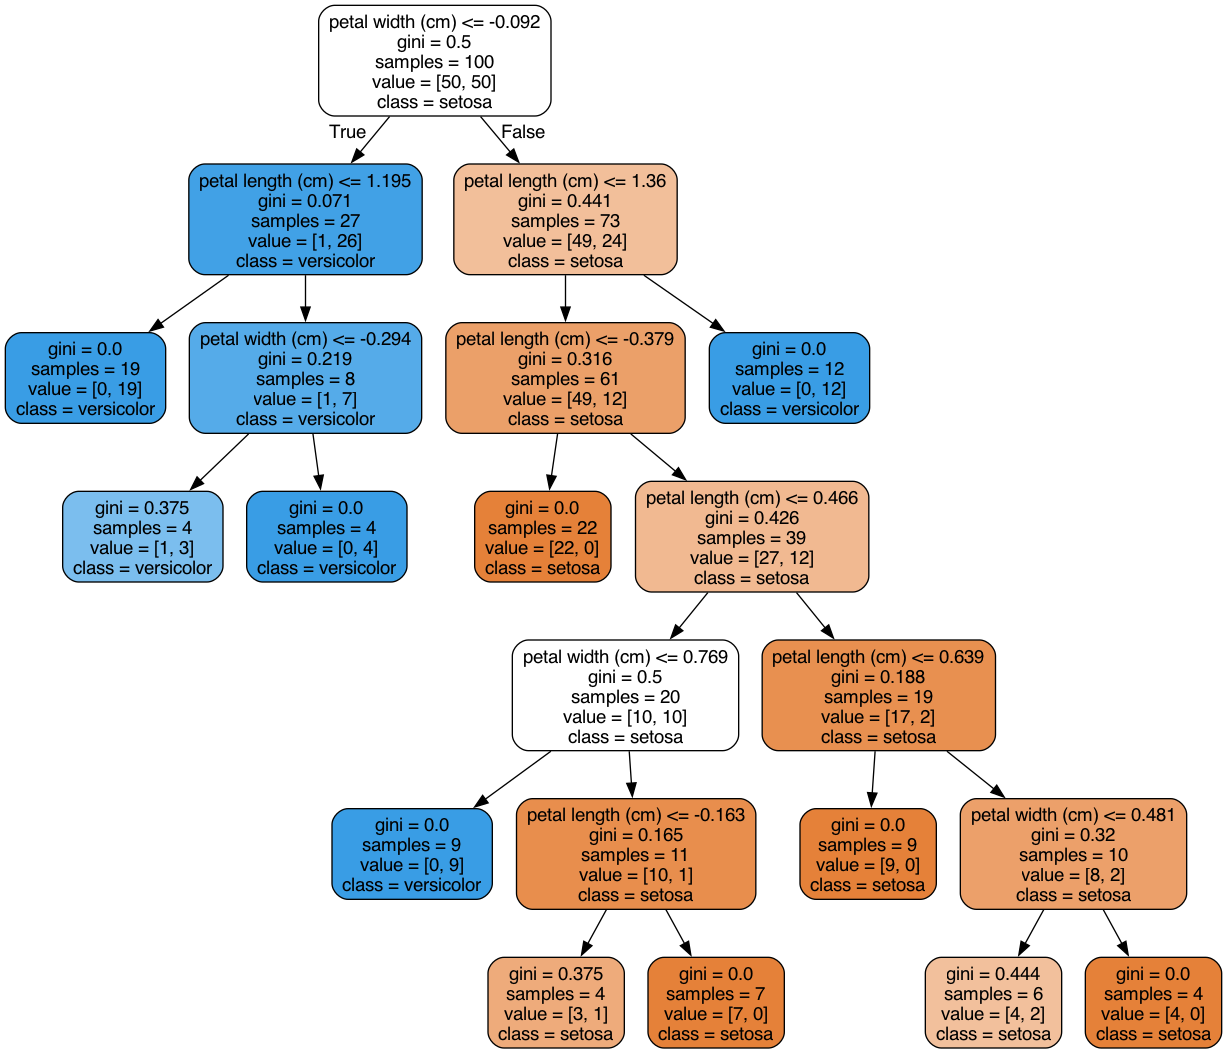 petal width (cm) <= -0.092
gini = 0.5
samples = 100
value = [50, 50]
class = setosa
True
False
petal length (cm) <= 1.195
gini = 0.071
samples = 27
value = [1, 26]
class = versicolor
petal length (cm) <= 1.36
gini = 0.441
samples = 73
value = [49, 24]
class = setosa
gini = 0.0
samples = 19
value = [0, 19]
class = versicolor
petal width (cm) <= -0.294
gini = 0.219
samples = 8
value = [1, 7]
class = versicolor
petal length (cm) <= -0.379
gini = 0.316
samples = 61
value = [49, 12]
class = setosa
gini = 0.0
samples = 12
value = [0, 12]
class = versicolor
gini = 0.375
samples = 4
value = [1, 3]
class = versicolor
gini = 0.0
samples = 4
value = [0, 4]
class = versicolor
gini = 0.0
samples = 22
value = [22, 0]
class = setosa
petal length (cm) <= 0.466
gini = 0.426
samples = 39
value = [27, 12]
class = setosa
petal width (cm) <= 0.769
gini = 0.5
samples = 20
value = [10, 10]
class = setosa
petal length (cm) <= 0.639
gini = 0.188
samples = 19
value = [17, 2]
class = setosa
gini = 0.0
samples = 9
value = [0, 9]
class = versicolor
petal length (cm) <= -0.163
gini = 0.165
samples = 11
value = [10, 1]
class = setosa
gini = 0.0
samples = 9
value = [9, 0]
class = setosa
petal width (cm) <= 0.481
gini = 0.32
samples = 10
value = [8, 2]
class = setosa
gini = 0.375
samples = 4
value = [3, 1]
class = setosa
gini = 0.0
samples = 7
value = [7, 0]
class = setosa
gini = 0.444
samples = 6
value = [4, 2]
class = setosa
gini = 0.0
samples = 4
value = [4, 0]
class = setosa